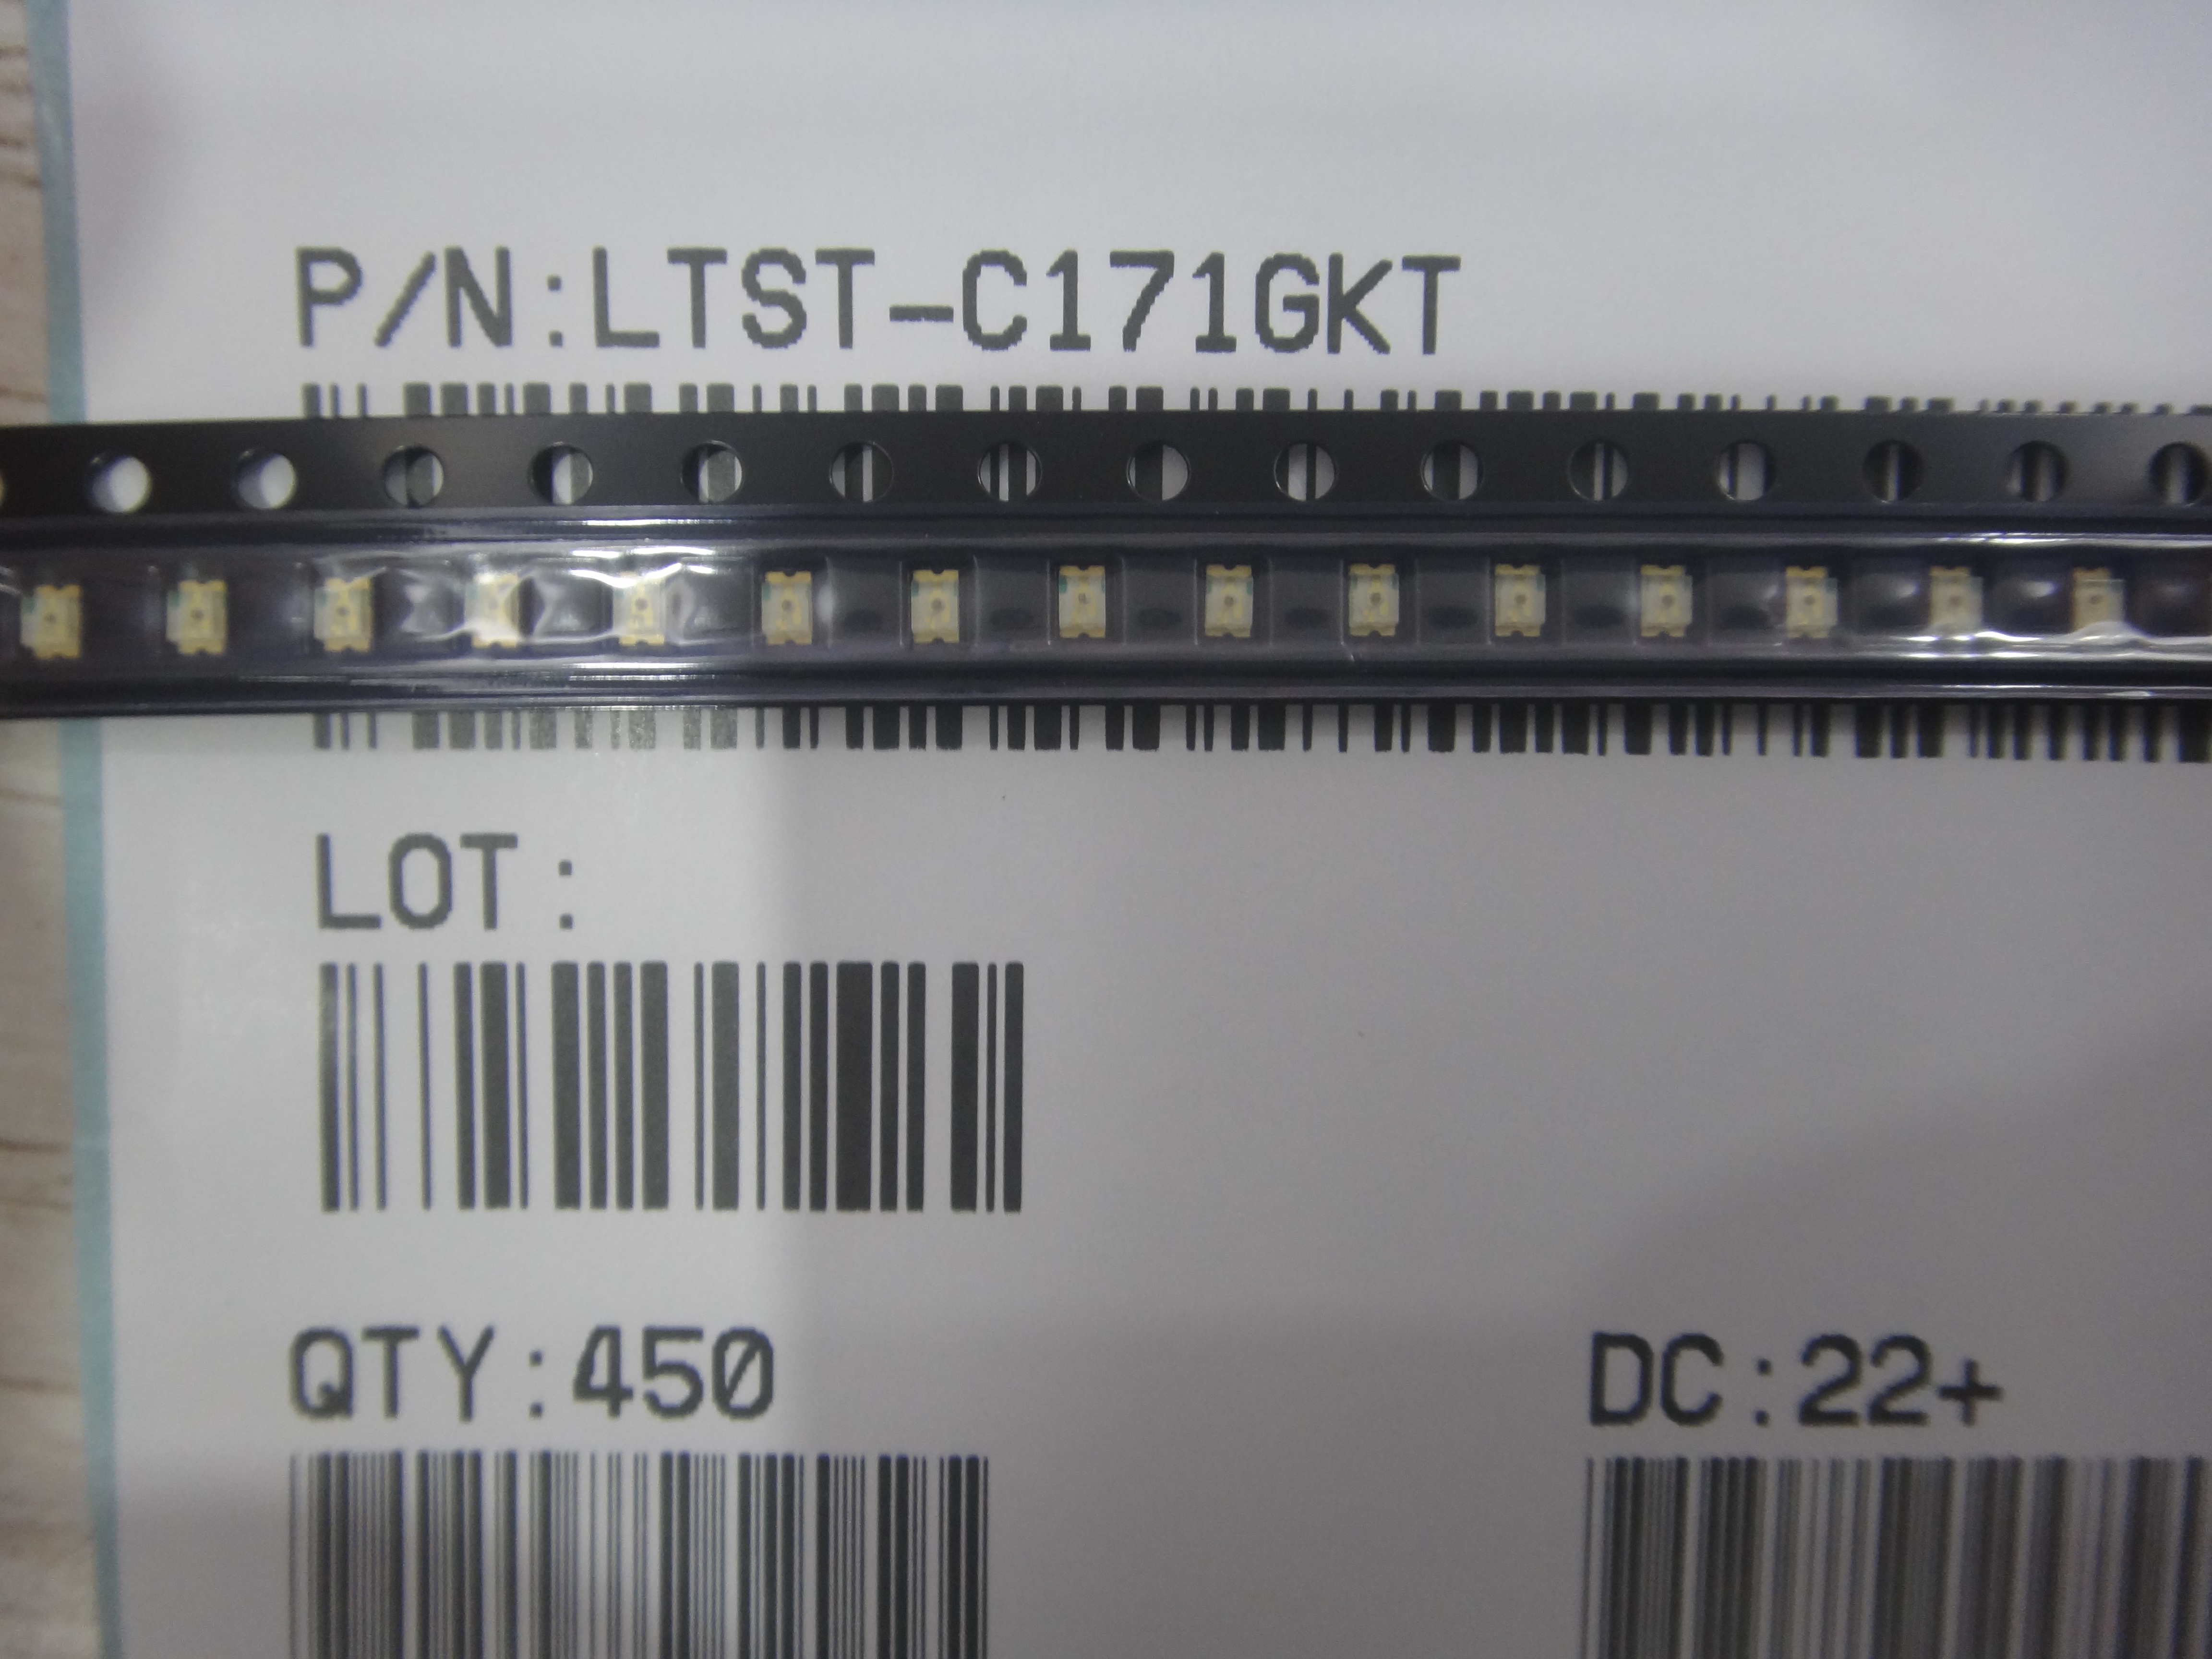 P/N:LTST-C171GKT
LOT:
QTY:450 DC:22+